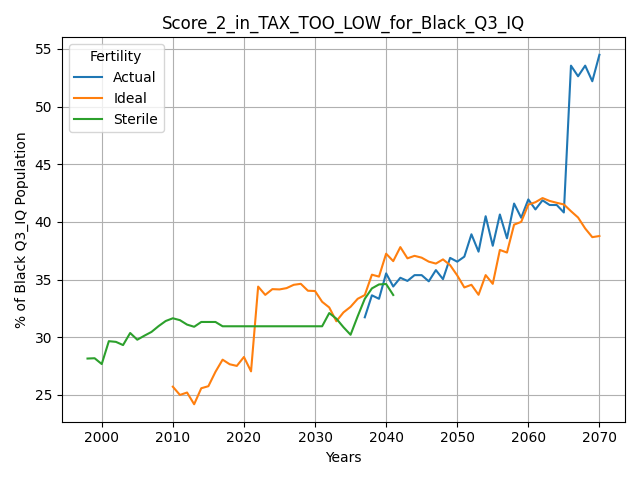 Score_2_in_TAX_TOO_LOW_for_Black_Q3_IQ
Fertility
Actual
Ideal
Sterile
% of Black Q3_IQ Population
55
50
45
40
35
30
25
2000 2010 2020 2030 2040 2050 2060 2070
Years